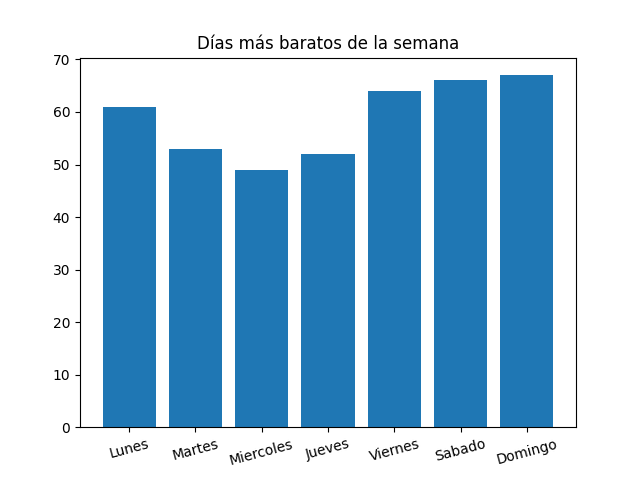 Días más baratos de la semana
70
60
50
40
30
20
10
0
Lunes
Martes
Miercoles
Jueves
Viernes
Sabado
Domingo